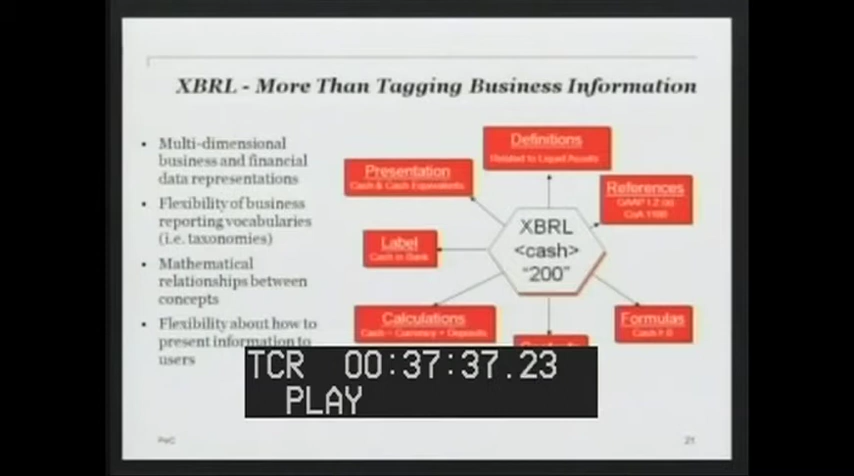 XBRL - More Than Tagging Business Information
• Multi-dimensional
business and financial
data representations
• Flexibility of business
reporting vocabularies
(i.e. taxonomies)
• Mathematical
relationships between
concepts
• Flexibility about how to
present information to
users
Definitions
Related to Liquid Assets
Presentation
Cash & Cash Equivalents
References
GAAP I.2.(a)
CoA 1100
Label
Cash in Bank
XBRL
<cash>
"200"
Calculations
Cash = Currency + Deposits
Formulas
Cash ≥ 0
TCR 00:37:37.23
PLAY
PwC
21